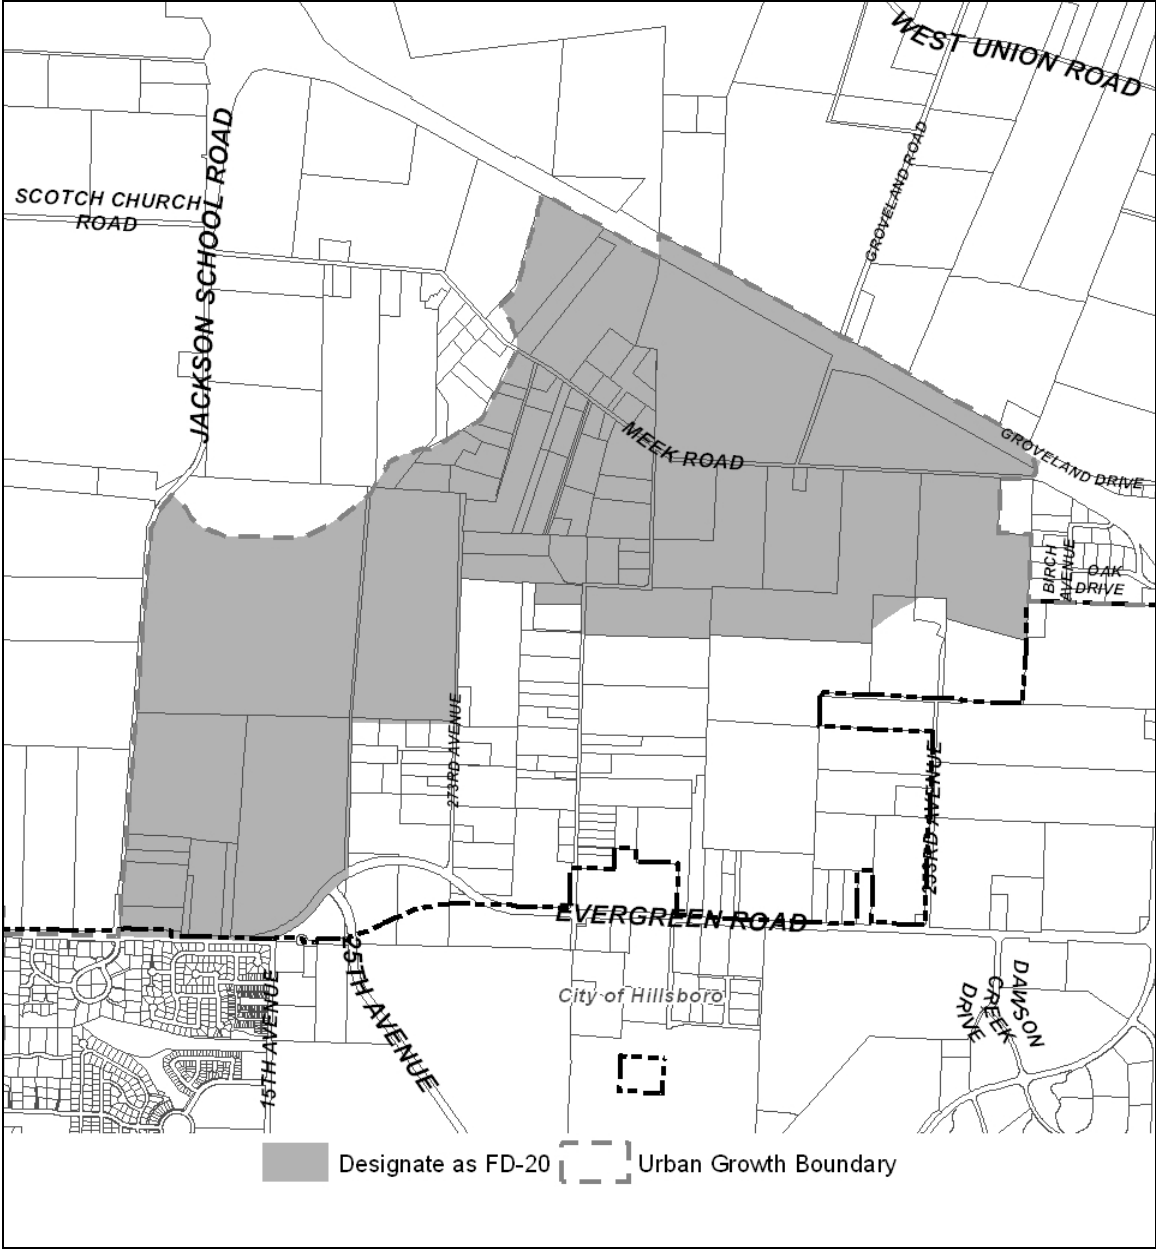 WEST UNION ROAD
GROVELAND ROAD
JACKSON SCHOOL ROAD
SCOTCH CHURCH
ROAD
MEEK ROAD
GROVELAND DRIVE
BIRCH
AVENUE
OAK
DRIVE
273RD AVENUE
253RD AVENUE
EVERGREEN ROAD
25TH AVENUE
15TH AVENUE
City of Hillsboro
DAWSON
CREEK
DRIVE
Designate as FD-20
Urban Growth Boundary